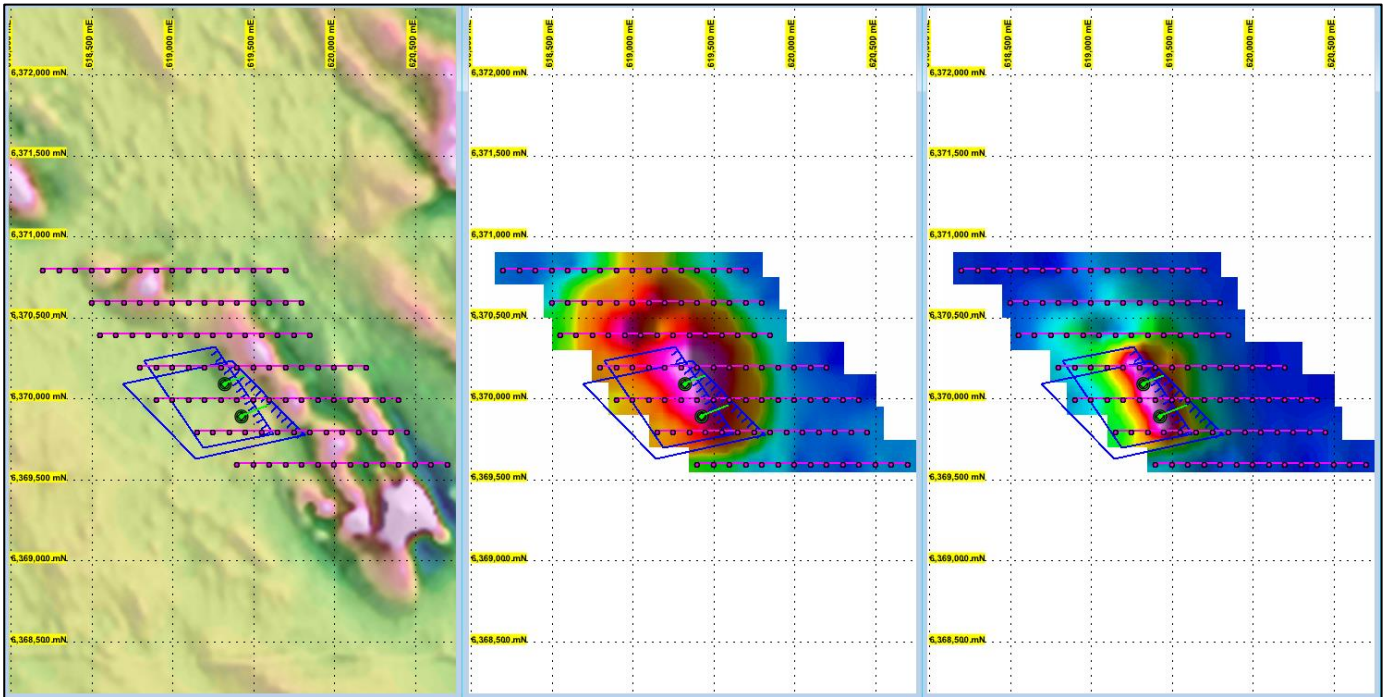 618,500 mE
619,000 mE
619,500 mE
620,000 mE
620,500 mE
6,372,000 mN
6,371,500 mN
6,371,000 mN
6,370,500 mN
6,370,000 mN
6,369,500 mN
6,369,000 mN
6,368,500 mN
618,500 mE
619,000 mE
619,500 mE
620,000 mE
620,500 mE
6,372,000 mN
6,371,500 mN
6,371,000 mN
6,370,500 mN
6,370,000 mN
6,369,500 mN
6,369,000 mN
6,368,500 mN
618,500 mE
619,000 mE
619,500 mE
620,000 mE
620,500 mE
6,372,000 mN
6,371,500 mN
6,371,000 mN
6,370,500 mN
6,370,000 mN
6,369,500 mN
6,369,000 mN
6,368,500 mN